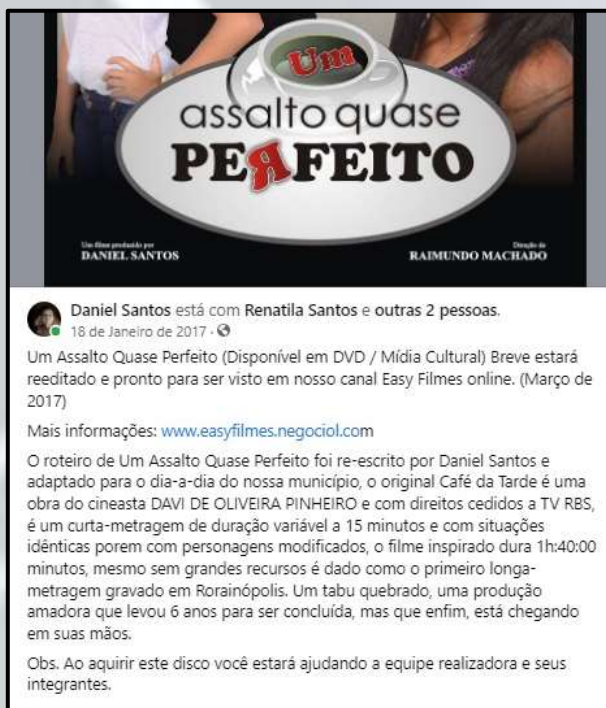 Um
assalto quase
PERFEITO
Um filme produzido por
DANIEL SANTOS
Direção de
RAIMUNDO MACHADO
Daniel Santos está com Renatila Santos e outras 2 pessoas.
18 de Janeiro de 2017 ·
Um Assalto Quase Perfeito (Disponível em DVD / Mídia Cultural) Breve estará
reeditado e pronto para ser visto em nosso canal Easy Filmes online. (Março de
2017)
Mais informações: www.easyfilmes.negociol.com
O roteiro de Um Assalto Quase Perfeito foi re-escrito por Daniel Santos e
adaptado para o dia-a-dia do nossa município, o original Café da Tarde é uma
obra do cineasta DAVI DE OLIVEIRA PINHEIRO e com direitos cedidos a TV RBS,
é um curta-metragem de duração variável a 15 minutos e com situações
idênticas porem com personagens modificados, o filme inspirado dura 1h:40:00
minutos, mesmo sem grandes recursos é dado como o primeiro longa-
metragem gravado em Rorainópolis. Um tabu quebrado, uma produção
amadora que levou 6 anos para ser concluída, mas que enfim, está chegando
em suas mãos.
Obs. Ao aquirir este disco você estará ajudando a equipe realizadora e seus
integrantes.